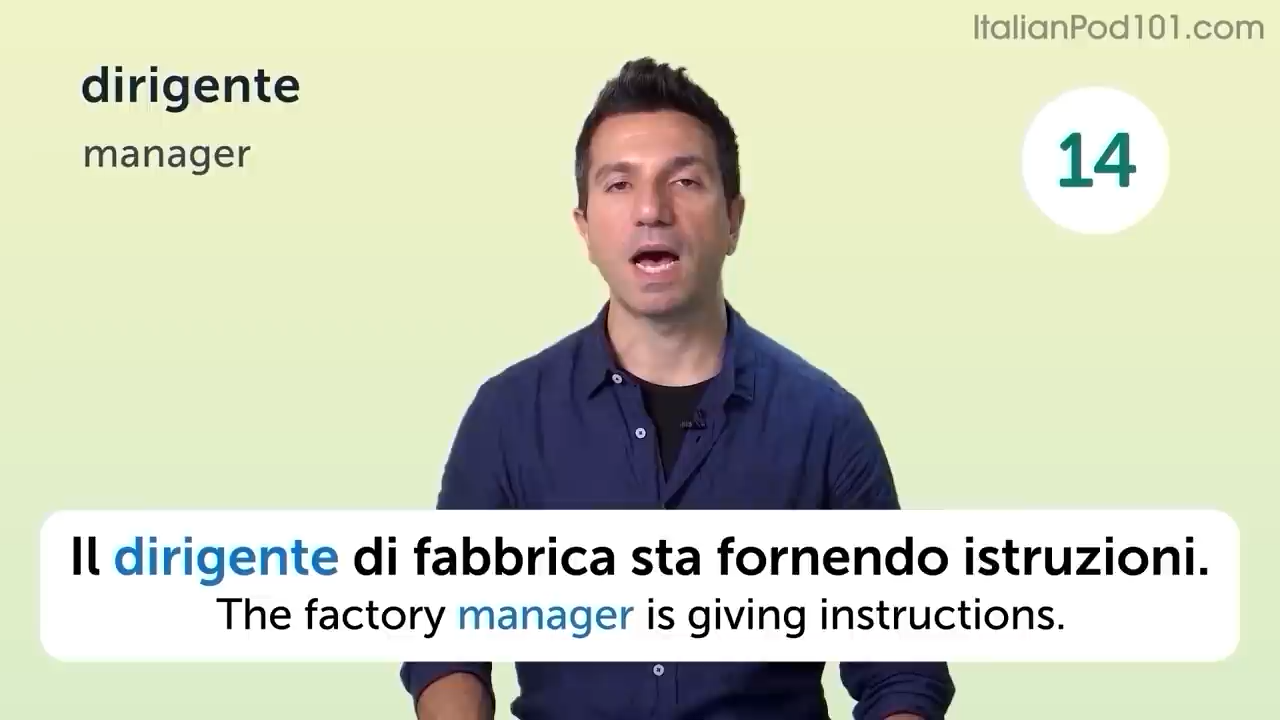 ItalianPod101.com
dirigente
manager
14
Il dirigente di fabbrica sta fornendo istruzioni.
The factory manager is giving instructions.